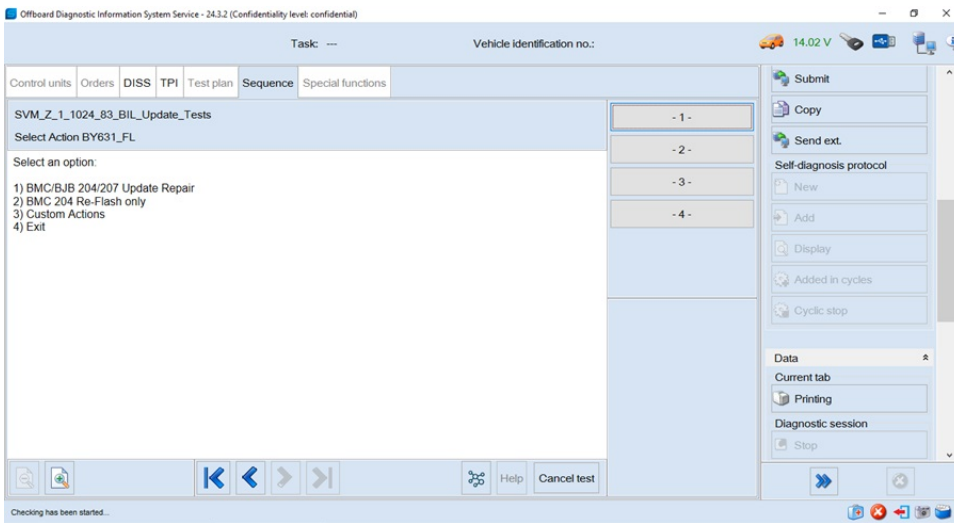 Offboard Diagnostic Information System Service - 24.3.2 (Confidentiality level: confidential)
Task: ---
Vehicle identification no.:
14.02 V
Control units
Orders
DISS
TPI
Test plan
Sequence
Special functions
SVM_Z_1_1024_83_BIL_Update_Tests
Select Action BY631_FL
Select an option:
1) BMC/BJB 204/207 Update Repair
2) BMC 204 Re-Flash only
3) Custom Actions
4) Exit
- 1 -
- 2 -
- 3 -
- 4 -
Submit
Copy
Send ext.
Self-diagnosis protocol
New
Add
Display
Added in cycles
Cyclic stop
Data
Current tab
Printing
Diagnostic session
Stop
Help
Cancel test
Checking has been started...